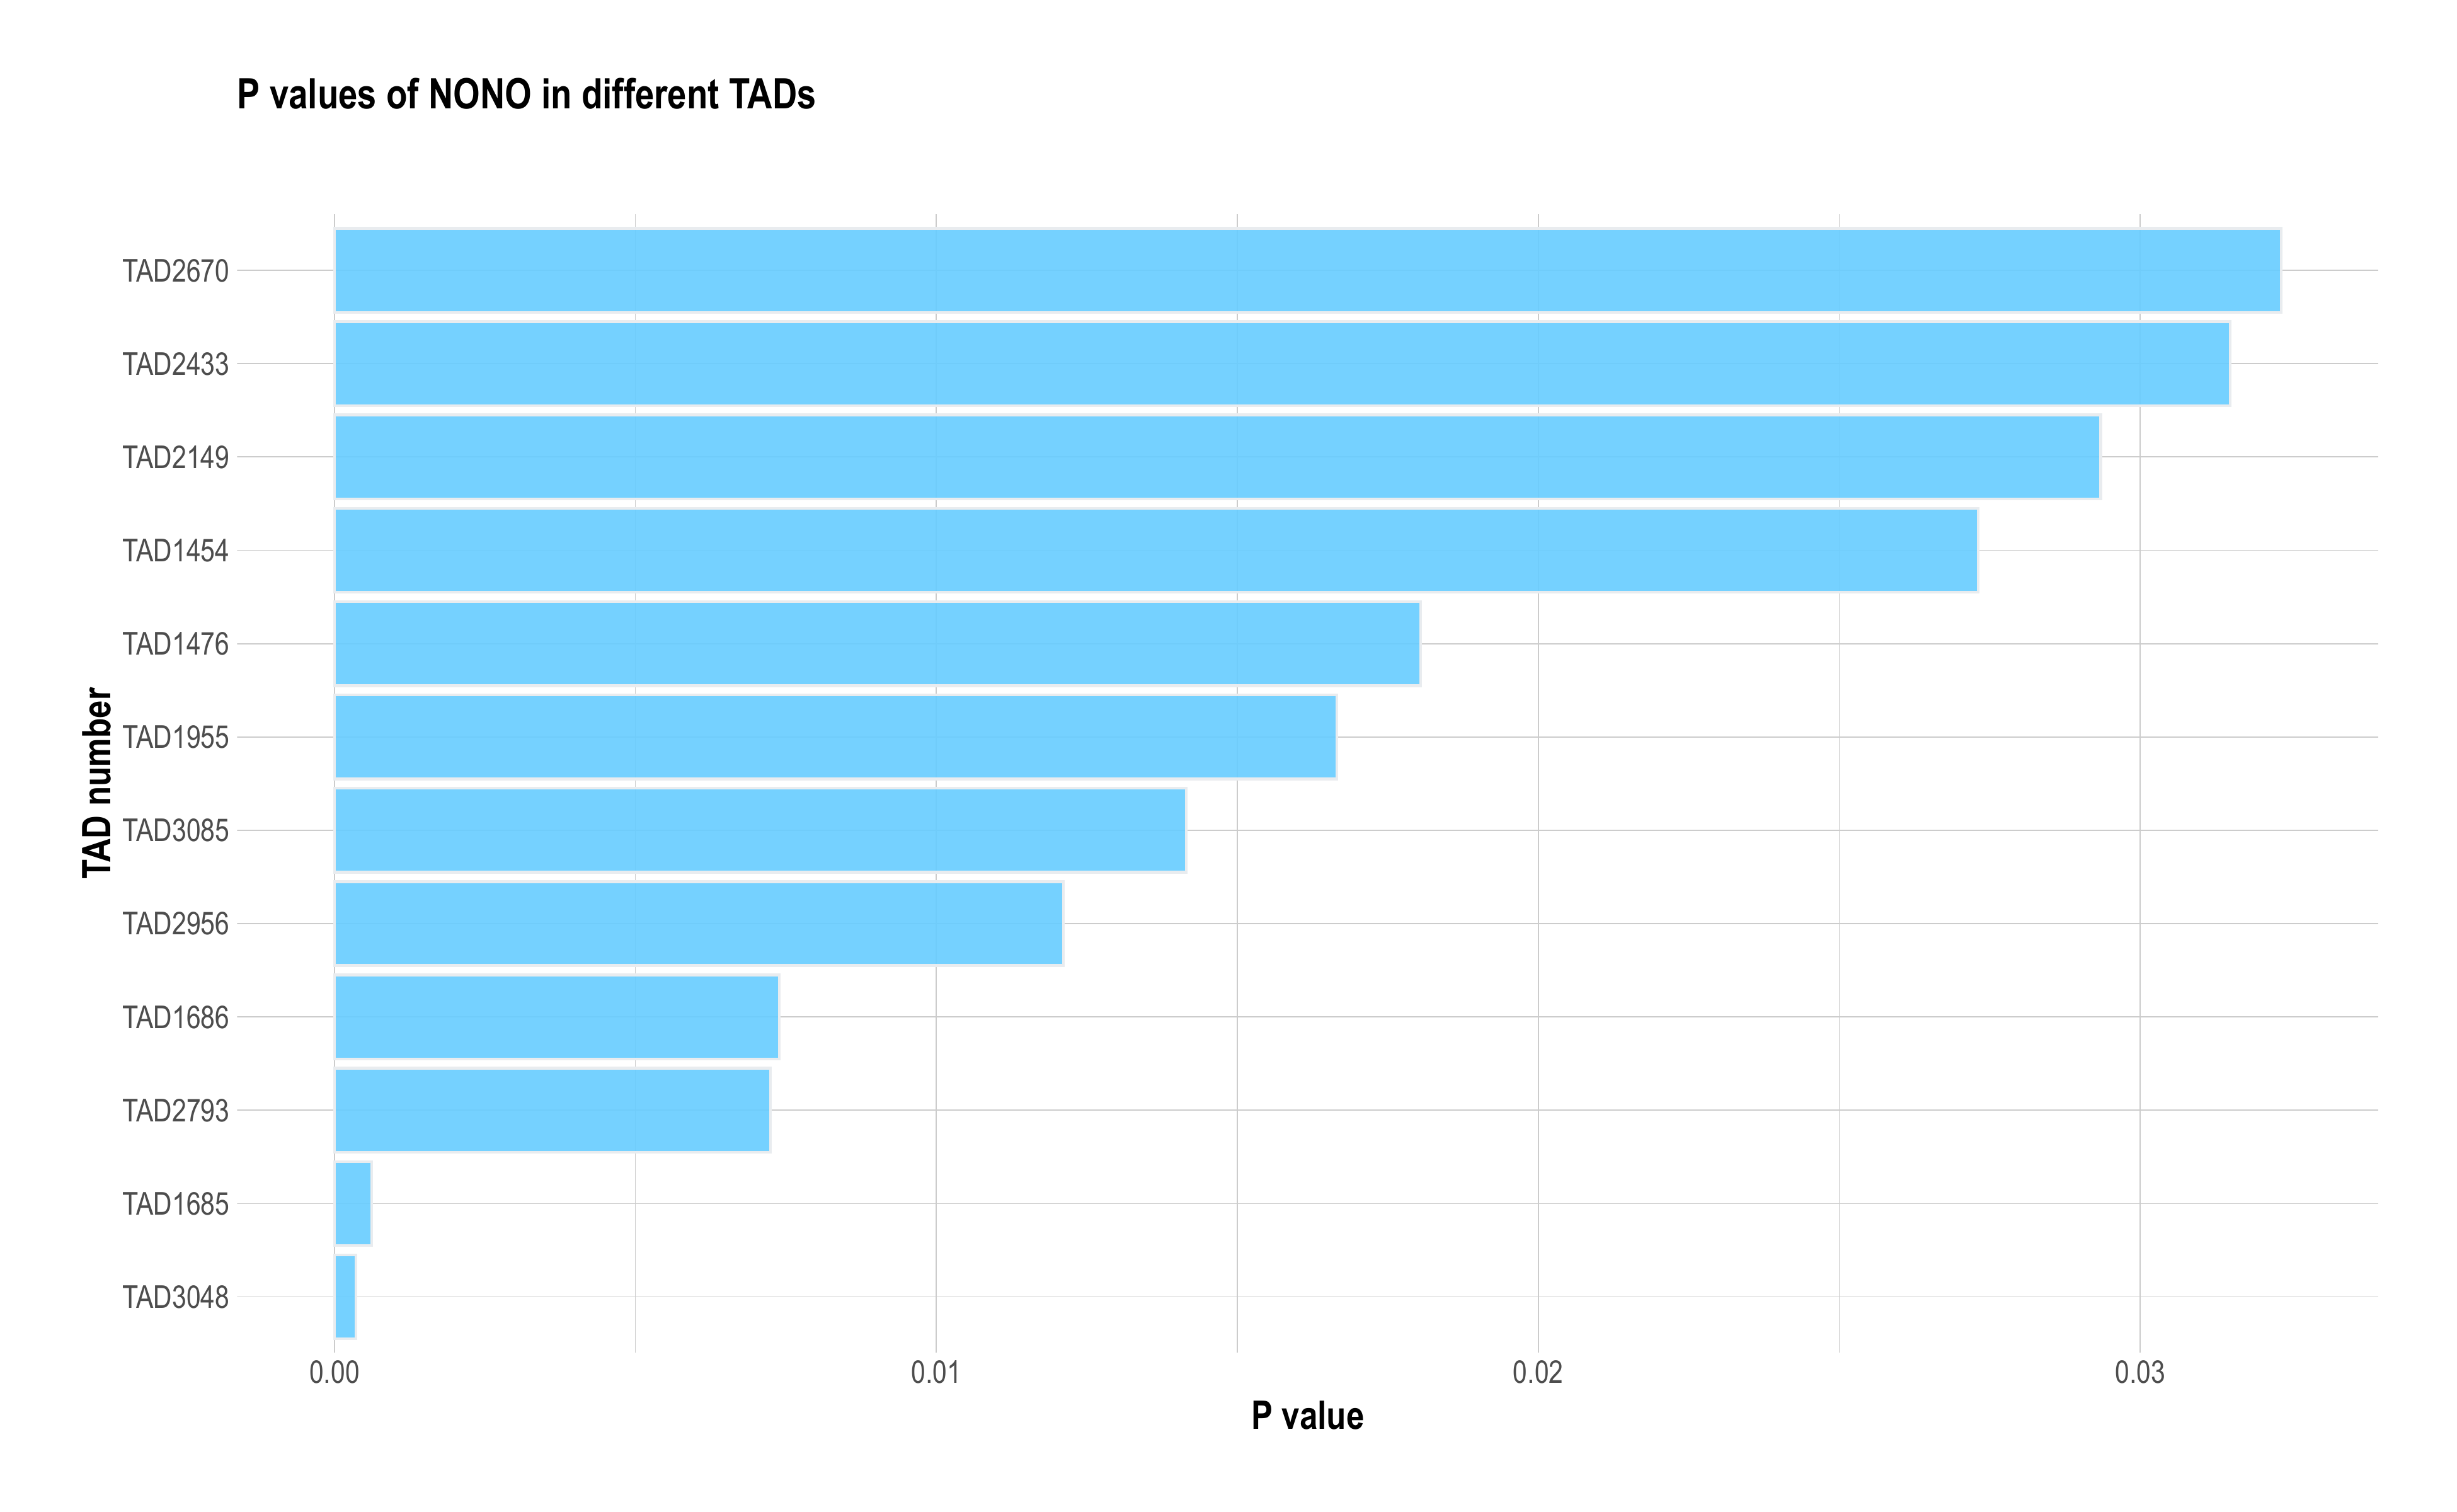 P values of NONO in different TADs
TAD2670
TAD2433
TAD2149
TAD1454
TAD1476
TAD1955
TAD3085
TAD2956
TAD1686
TAD2793
TAD1685
TAD3048
TAD number
0.00 0.01 0.02 0.03
P value